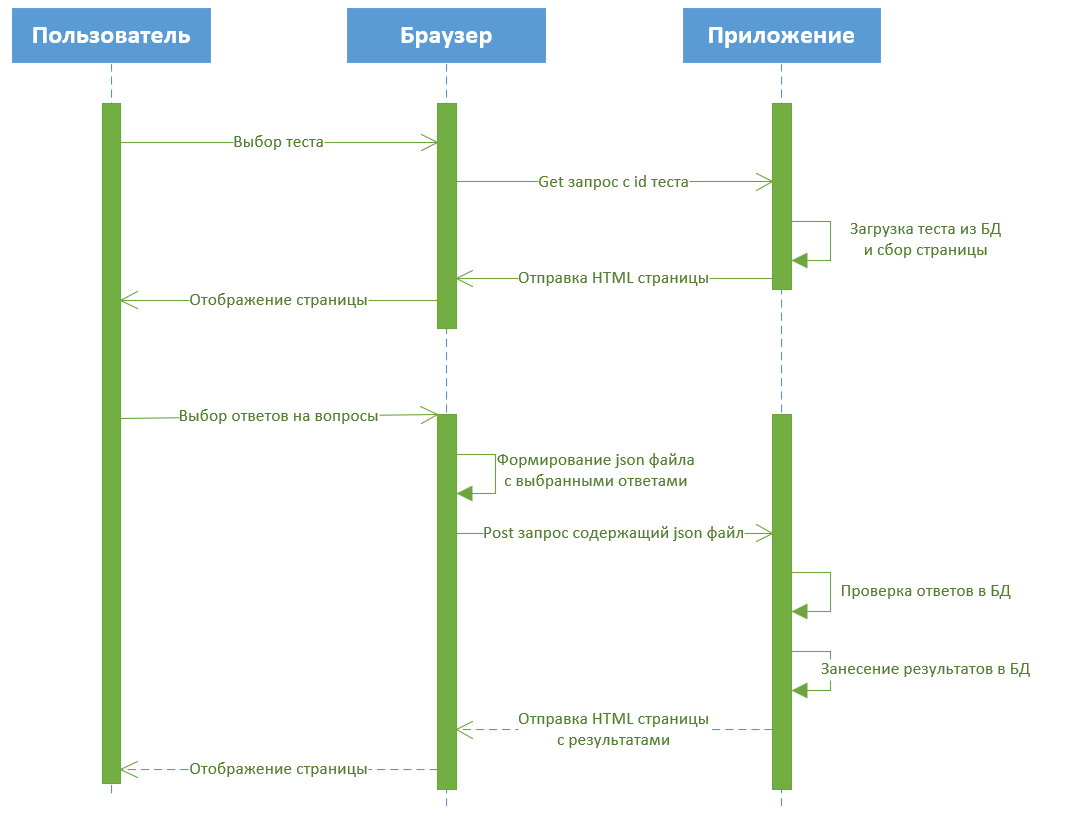 Пользователь
Браузер
Приложение
Выбор теста
Get запрос с id теста
Загрузка теста из БД
и сбор страницы
Отправка HTML страницы
Отображение страницы
Выбор ответов на вопросы
Формирование json файла
с выбранными ответами
Post запрос содержащий json файл
Проверка ответов в БД
Занесение результатов в БД
Отправка HTML страницы
с результатами
Отображение страницы